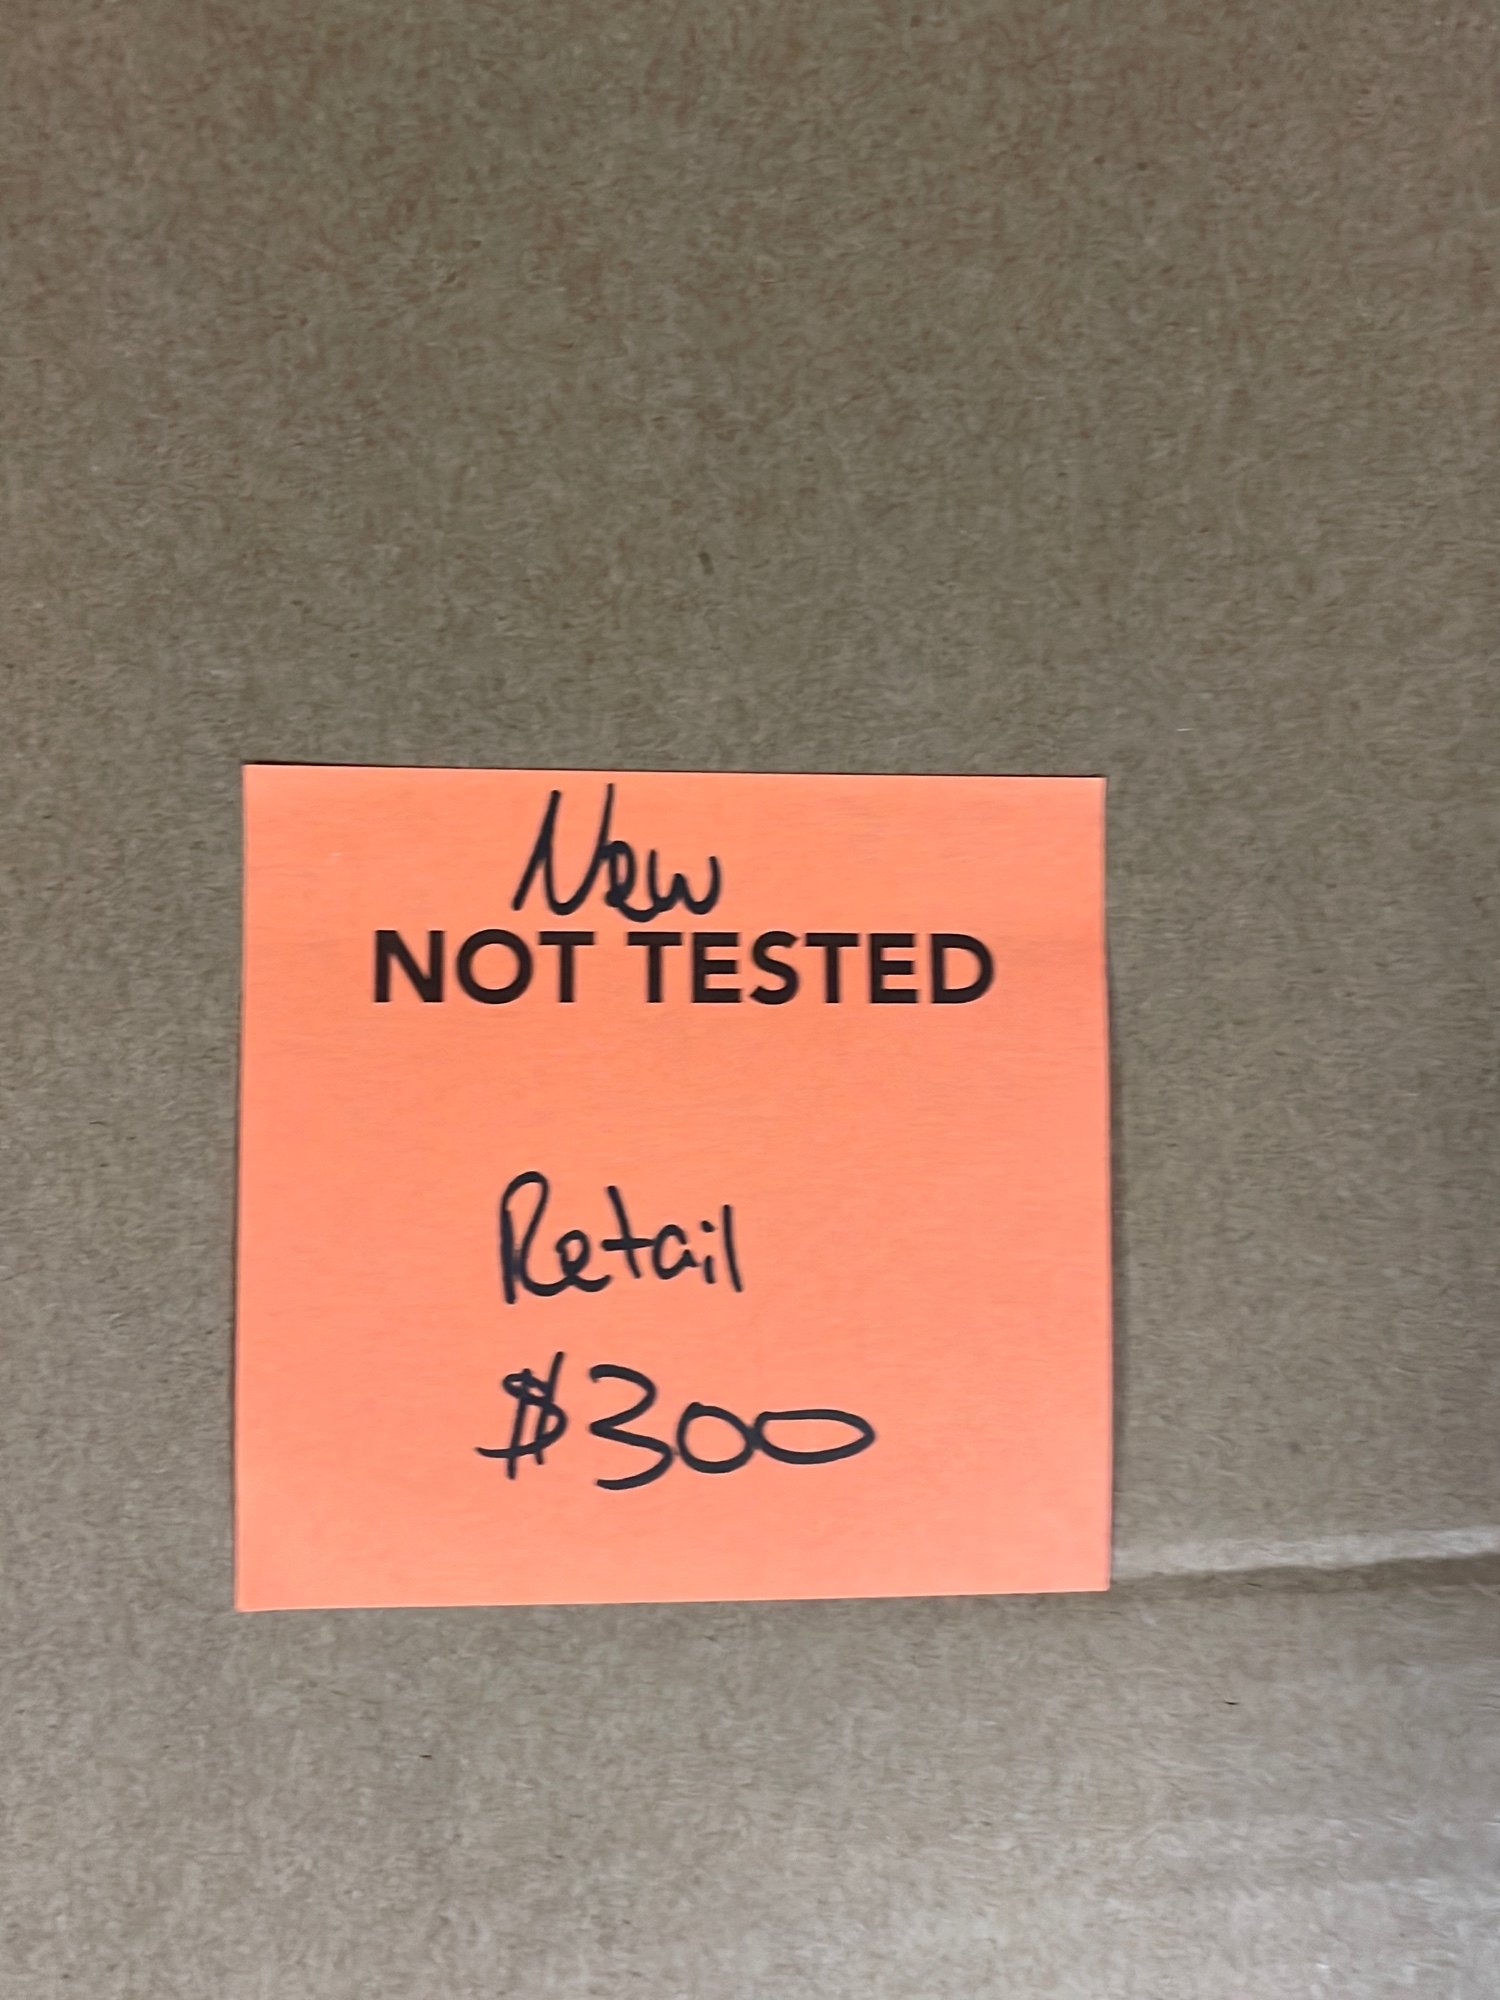 New
NOT TESTED
Retail
$300